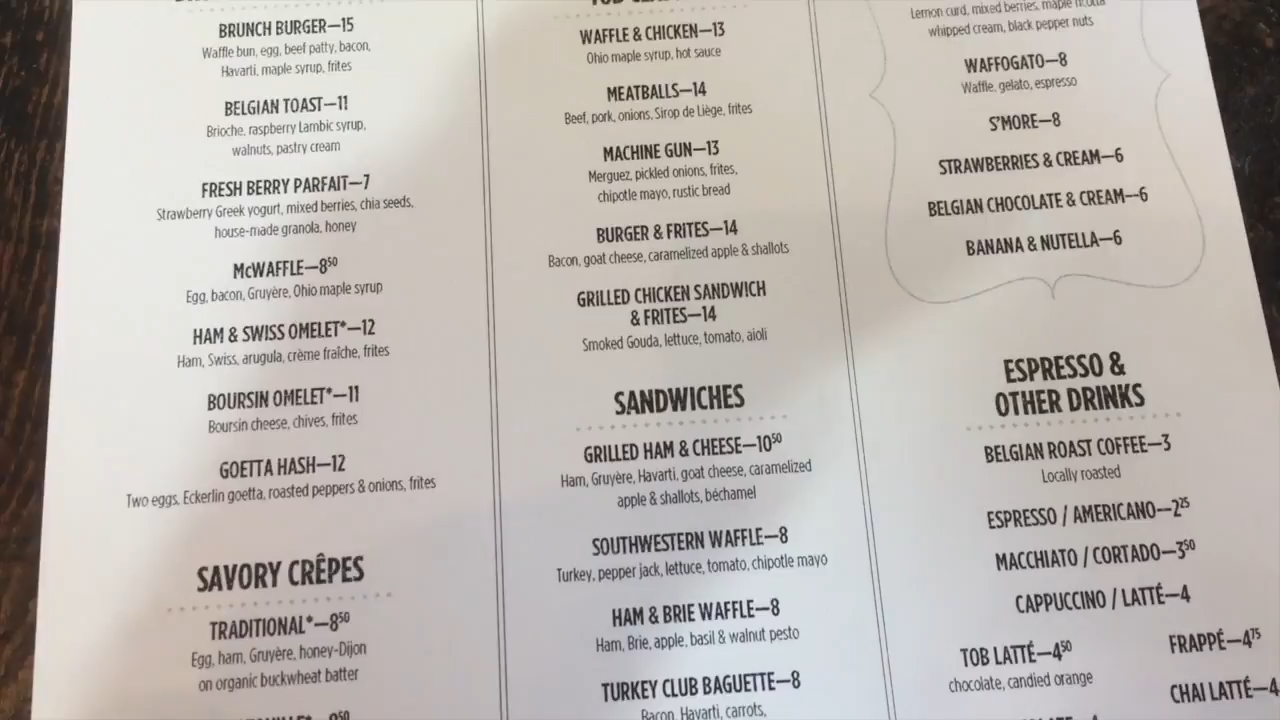 BRUNCH BURGER—15
Waffle bun, egg, beef patty, bacon,
Havarti, maple syrup, frites
BELGIAN TOAST—11
Brioche, raspberry Lambic syrup,
walnuts, pastry cream
FRESH BERRY PARFAIT—7
Strawberry Greek yogurt, mixed berries, chia seeds,
house-made granola, honey
McWAFFLE—8⁵⁰
Egg, bacon, Gruyère, Ohio maple syrup
HAM & SWISS OMELET*—12
Ham, Swiss, arugula, crème fraîche, frites
BOURSIN OMELET*—11
Boursin cheese, chives, frites
GOETTA HASH—12
Two eggs, Eckerlin goetta, roasted peppers & onions, frites
SAVORY CRÊPES
TRADITIONAL*—8⁵⁰
Egg, ham, Gruyère, honey-Dijon
on organic buckwheat batter
WAFFLE & CHICKEN—13
Ohio maple syrup, hot sauce
MEATBALLS—14
Beef, pork, onions, Sirop de Liège, frites
MACHINE GUN—13
Merguez, pickled onions, frites,
chipotle mayo, rustic bread
BURGER & FRITES—14
Bacon, goat cheese, caramelized apple & shallots
GRILLED CHICKEN SANDWICH
& FRITES—14
Smoked Gouda, lettuce, tomato, aioli
SANDWICHES
GRILLED HAM & CHEESE—10⁵⁰
Ham, Gruyère, Havarti, goat cheese, caramelized
apple & shallots, béchamel
SOUTHWESTERN WAFFLE—8
Turkey, pepper jack, lettuce, tomato, chipotle mayo
HAM & BRIE WAFFLE—8
Ham, Brie, apple, basil & walnut pesto
TURKEY CLUB BAGUETTE—8
Bacon, Havarti, carrots,
Lemon curd, mixed berries, maple ricotta
whipped cream, black pepper nuts
WAFFOGATO—8
Waffle, gelato, espresso
S'MORE—8
STRAWBERRIES & CREAM—6
BELGIAN CHOCOLATE & CREAM—6
BANANA & NUTELLA—6
ESPRESSO &
OTHER DRINKS
BELGIAN ROAST COFFEE—3
Locally roasted
ESPRESSO / AMERICANO—2²⁵
MACCHIATO / CORTADO—3⁵⁰
CAPPUCCINO / LATTÉ—4
TOB LATTÉ—4⁵⁰
chocolate, candied orange
FRAPPÉ—4⁷⁵
CHAI LATTÉ—4